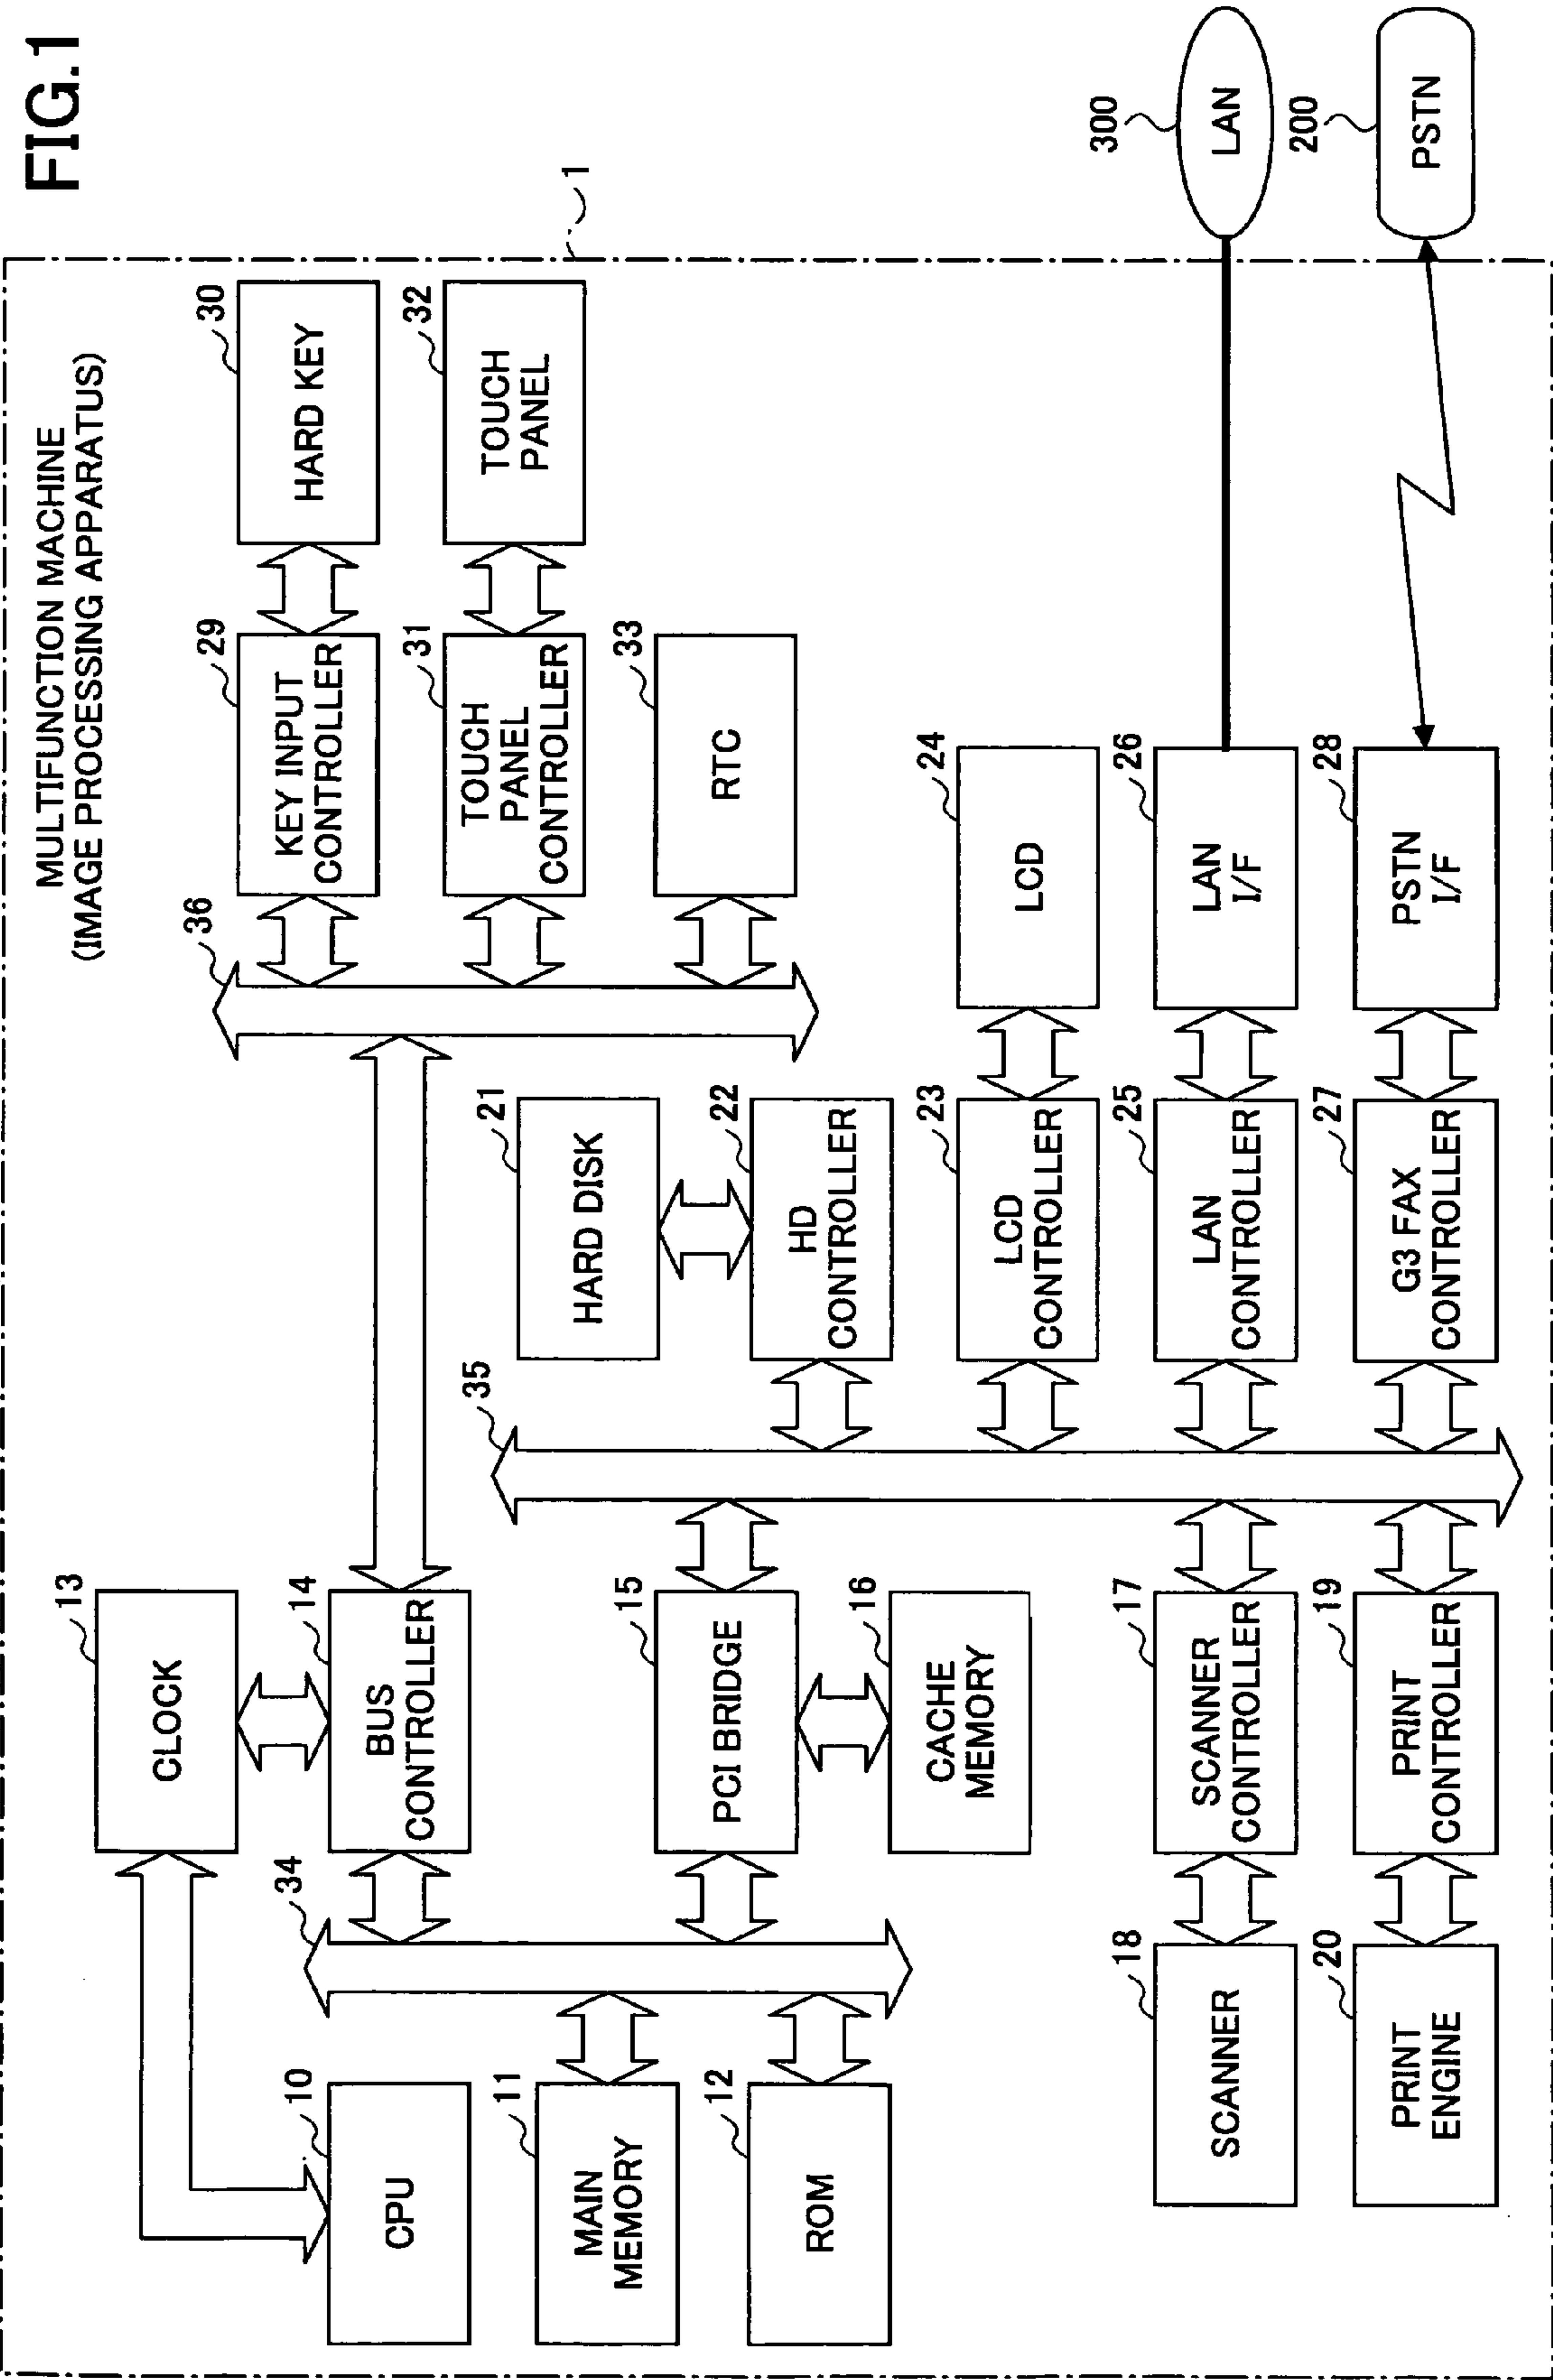 FIG.1
MULTIFUNCTION MACHINE
(IMAGE PROCESSING APPARATUS)
1
13
CLOCK
10
CPU
34
14
BUS
CONTROLLER
36
29
KEY INPUT
CONTROLLER
30
HARD KEY
11
MAIN
MEMORY
31
TOUCH
PANEL
CONTROLLER
32
TOUCH
PANEL
35
21
HARD DISK
33
RTC
12
ROM
15
PCI BRIDGE
22
HD
CONTROLLER
16
CACHE
MEMORY
23
LCD
CONTROLLER
24
LCD
18
SCANNER
17
SCANNER
CONTROLLER
25
LAN
CONTROLLER
26
LAN
I/F
300
LAN
20
PRINT
ENGINE
19
PRINT
CONTROLLER
27
G3 FAX
CONTROLLER
28
PSTN
I/F
200
PSTN